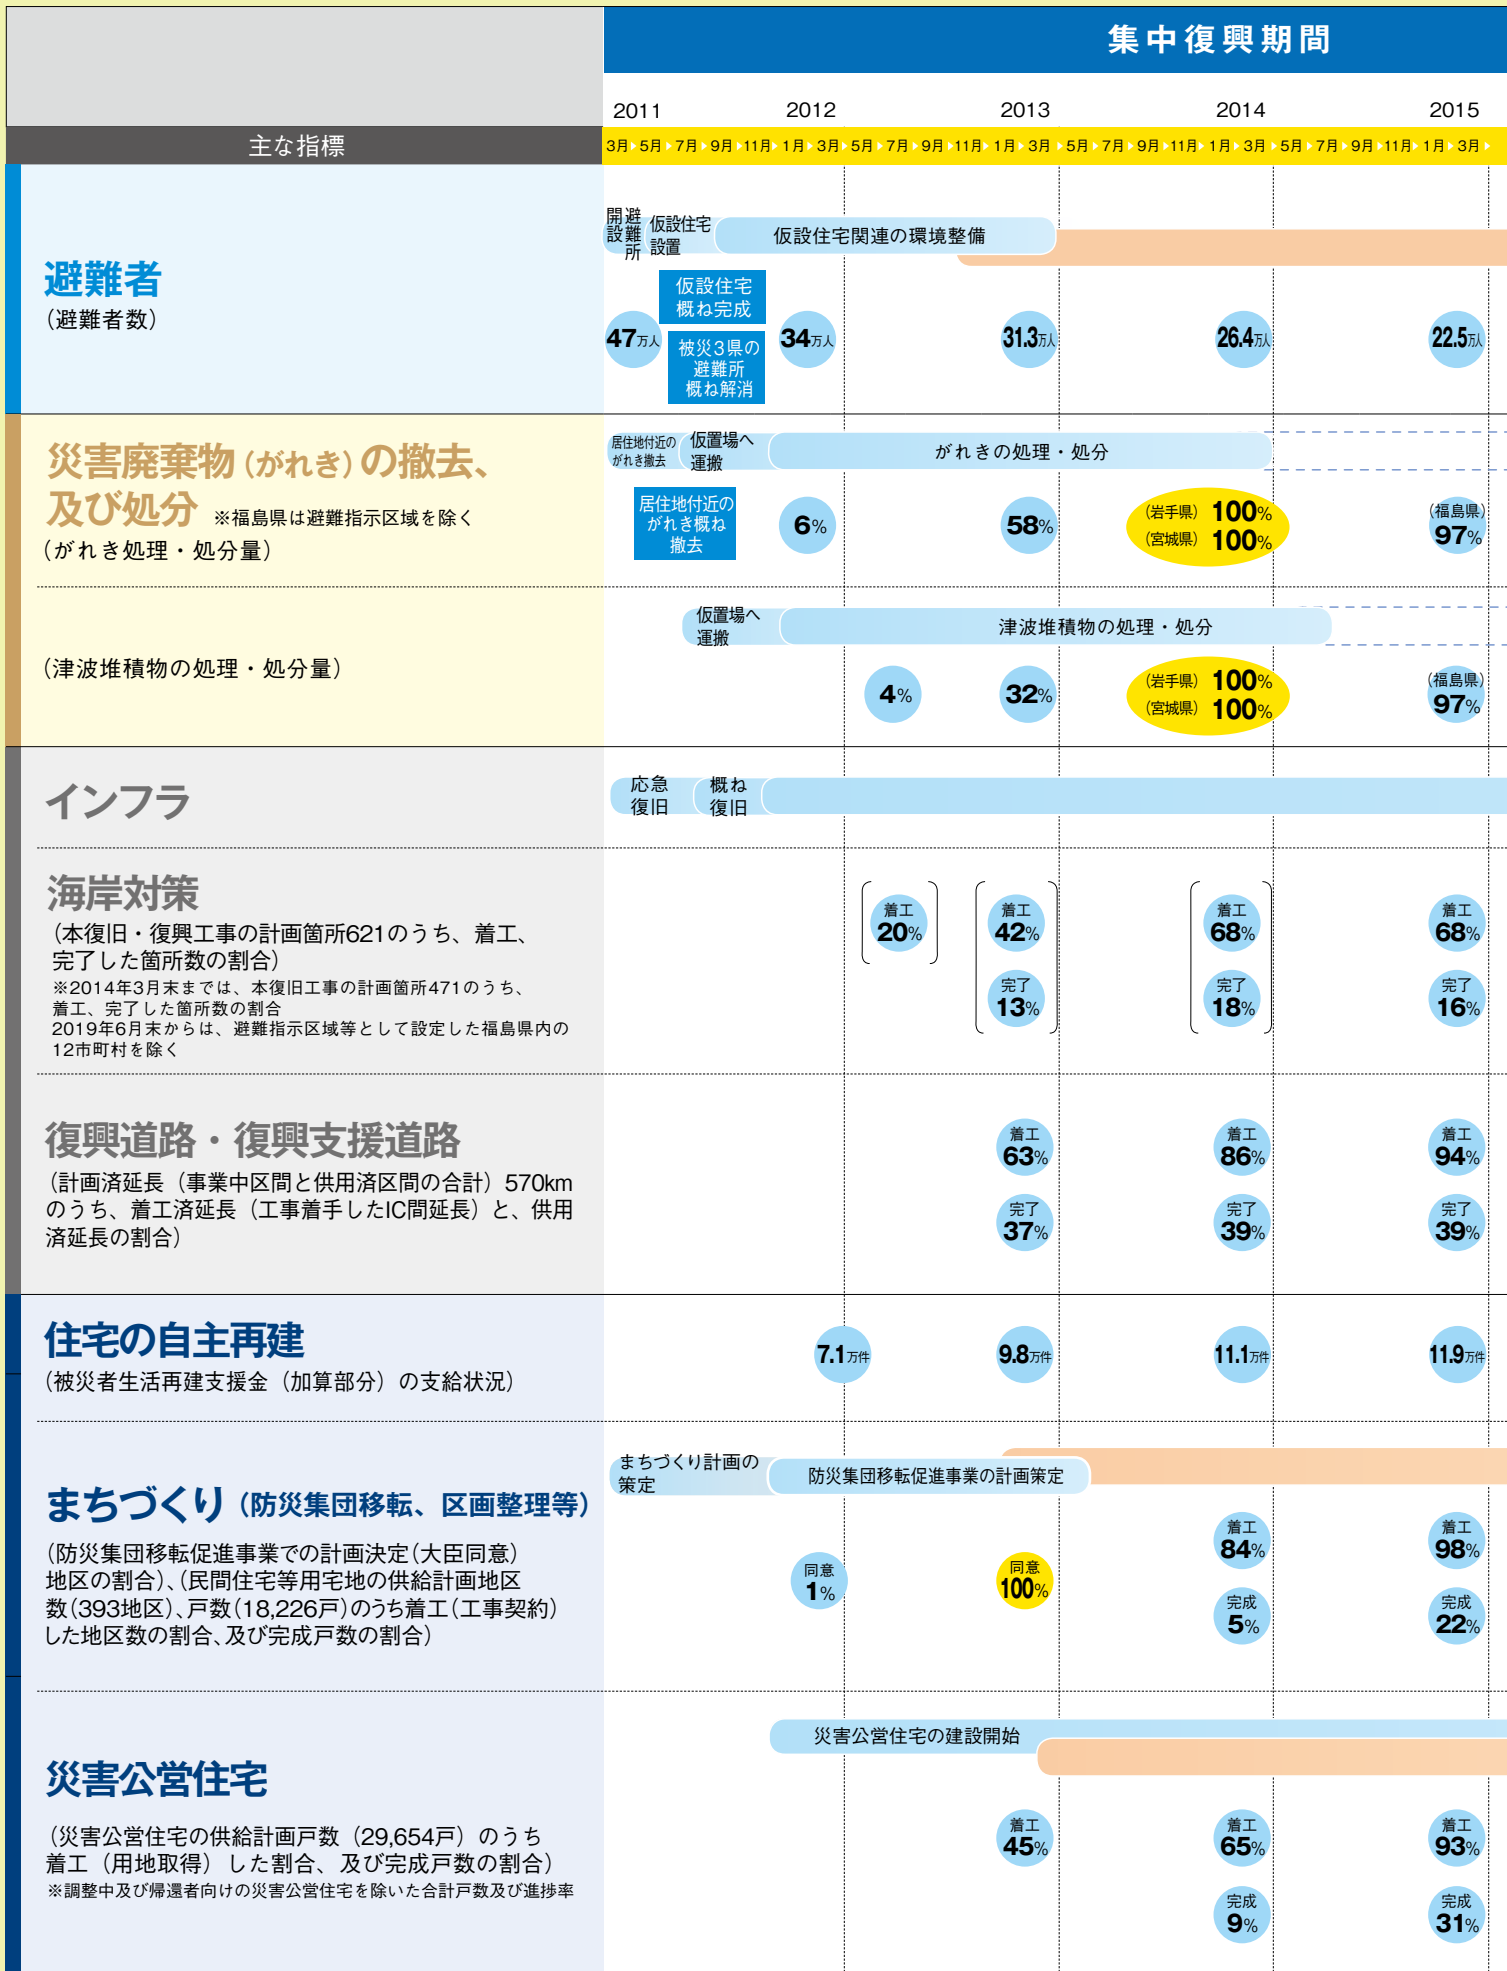 集中復興期間
2011 2012 2013 2014 2015
主な指標
3月 5月 7月 9月 11月 1月 3月 5月 7月 9月 11月 1月 3月 5月 7月 9月 11月 1月 3月 5月 7月 9月 11月 1月 3月
避難者
(避難者数)
避難所
開設
仮設住宅
設置
仮設住宅関連の環境整備
仮設住宅
概ね完成
被災3県の
避難所
概ね解消
47万人 34万人 31.3万人 26.4万人 22.5万人
災害廃棄物(がれき)の撤去、
及び処分 ※福島県は避難指示区域を除く
(がれき処理・処分量)
居住地付近の
がれき撤去
仮置場へ
運搬
がれきの処理・処分
居住地付近の
がれき概ね
撤去
6% 58%
(岩手県) 100%
(宮城県) 100%
(福島県)
97%
(津波堆積物の処理・処分量)
仮置場へ
運搬
津波堆積物の処理・処分
4% 32%
(岩手県) 100%
(宮城県) 100%
(福島県)
97%
インフラ
応急
復旧
概ね
復旧
海岸対策
(本復旧・復興工事の計画箇所621のうち、着工、
完了した箇所数の割合)
※2014年3月末までは、本復旧工事の計画箇所471のうち、
着工、完了した箇所数の割合
2019年6月末からは、避難指示区域等として設定した福島県内の
12市町村を除く
着工 着工 着工 着工
20% 42% 68% 68%
完了 完了 完了
13% 18% 16%
復興道路・復興支援道路
(計画済延長(事業中区間と供用済区間の合計)570km
のうち、着工済延長(工事着手したIC間延長)と、供用
済延長の割合)
着工 着工 着工
63% 86% 94%
完了 完了 完了
37% 39% 39%
住宅の自主再建
(被災者生活再建支援金(加算部分)の支給状況)
7.1万件 9.8万件 11.1万件 11.9万件
まちづくり(防災集団移転、区画整理等)
(防災集団移転促進事業での計画決定(大臣同意)
地区の割合)、(民間住宅等用宅地の供給計画地区
数(393地区)、戸数(18,226戸)のうち着工(工事契約)
した地区数の割合、及び完成戸数の割合)
まちづくり計画の
策定
防災集団移転促進事業の計画策定
同意 同意
1% 100%
着工 着工
84% 98%
完成 完成
5% 22%
災害公営住宅
(災害公営住宅の供給計画戸数(29,654戸)のうち
着工(用地取得)した割合、及び完成戸数の割合)
※調整中及び帰還者向けの災害公営住宅を除いた合計戸数及び進捗率
災害公営住宅の建設開始
着工 着工 着工
45% 65% 93%
完成 完成
9% 31%